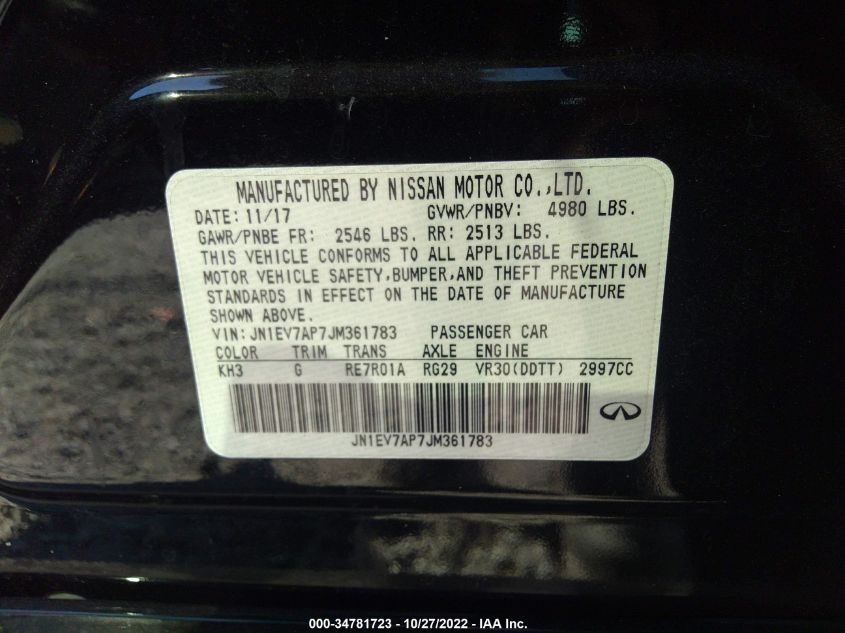 MANUFACTURED BY NISSAN MOTOR CO.,LTD.
DATE: 11/17 GVWR/PNBV: 4980 LBS.
GAWR/PNBE FR: 2546 LBS. RR: 2513 LBS.
THIS VEHICLE CONFORMS TO ALL APPLICABLE FEDERAL
MOTOR VEHICLE SAFETY,BUMPER,AND THEFT PREVENTION
STANDARDS IN EFFECT ON THE DATE OF MANUFACTURE
SHOWN ABOVE.
VIN: JN1EV7AP7JM361783 PASSENGER CAR
COLOR TRIM TRANS AXLE ENGINE
KH3 G RE7R01A RG29 VR30(DDTT) 2997CC
JN1EV7AP7JM361783
000-34781723 - 10/27/2022 - IAA Inc.